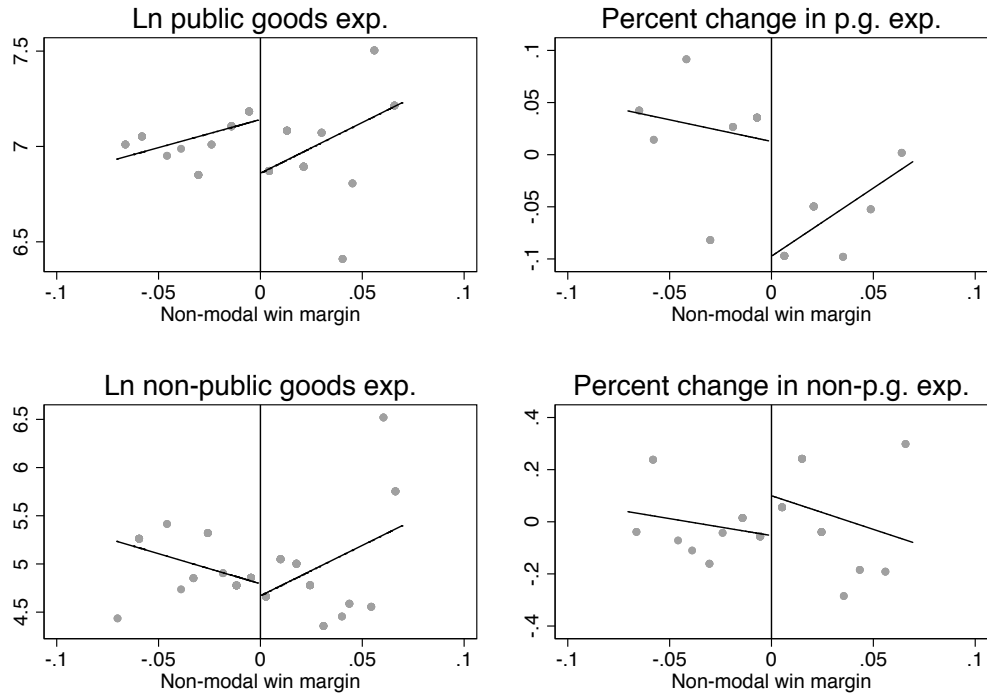 Ln public goods exp.
7.5
7
6.5
-.1 -.05 0 .05 .1
Non-modal win margin
Percent change in p.g. exp.
.1
.05
0
-.05
-.1
-.1 -.05 0 .05 .1
Non-modal win margin
Ln non-public goods exp.
6.5
6
5.5
5
4.5
-.1 -.05 0 .05 .1
Non-modal win margin
Percent change in non-p.g. exp.
.4
.2
0
-.2
-.4
-.1 -.05 0 .05 .1
Non-modal win margin